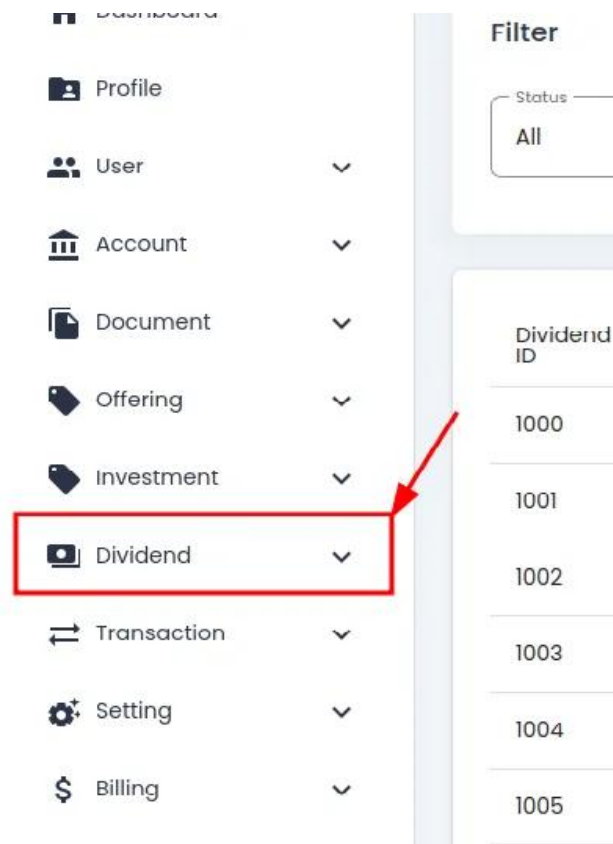 Dashboard
Profile
User
Account
Document
Offering
Investment
Dividend
Transaction
Setting
Billing
Filter
Status
All
Dividend
ID
1000
1001
1002
1003
1004
1005